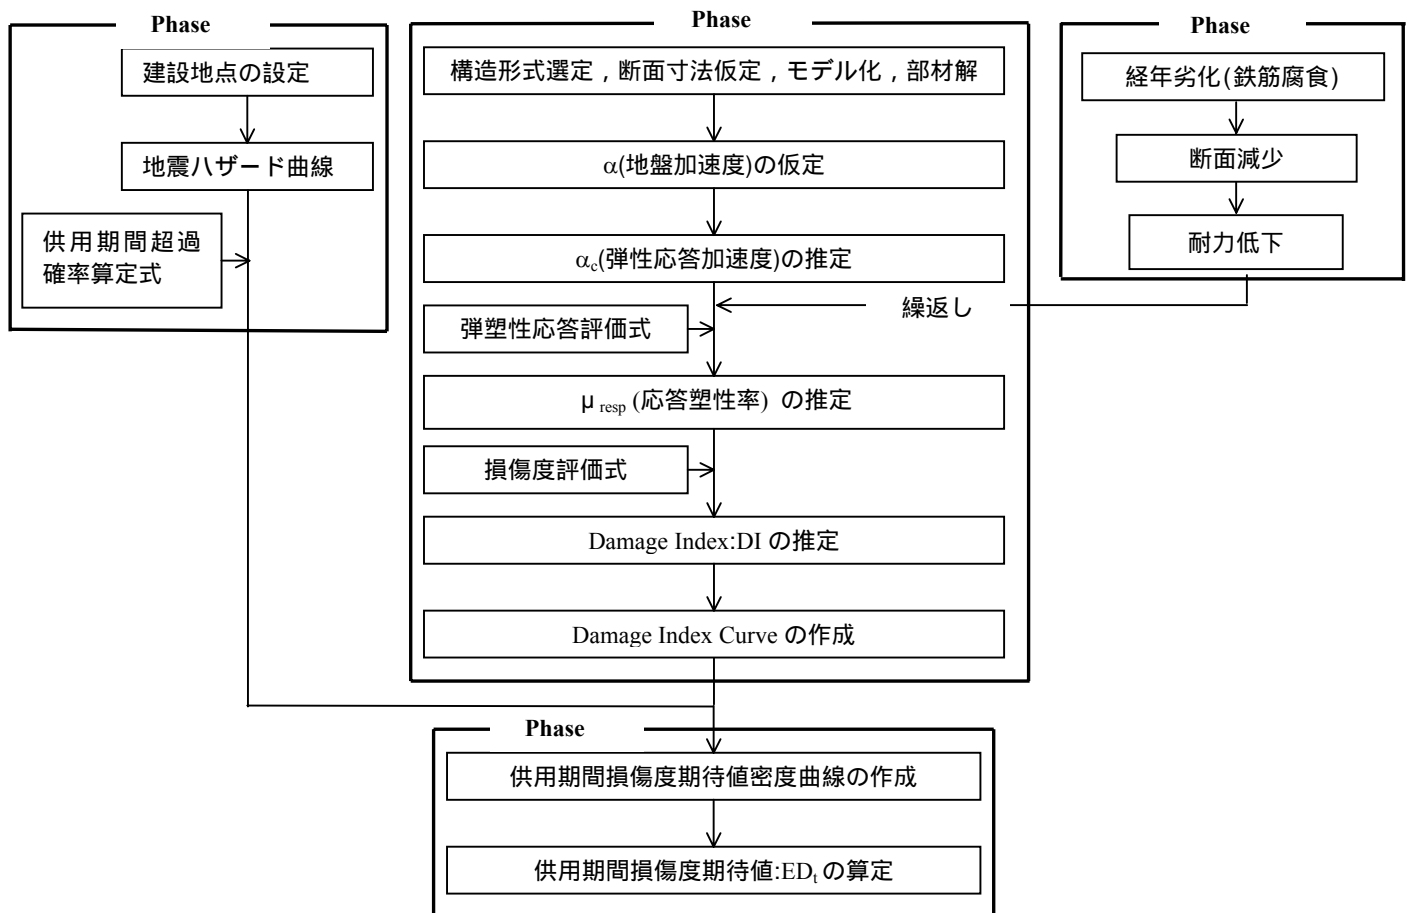 Phase
建設地点の設定
地震ハザード曲線
供用期間超過
確率算定式
Phase
構造形式選定，断面寸法仮定，モデル化，部材解
α(地盤加速度)の仮定
αc(弾性応答加速度)の推定
繰返し
弾塑性応答評価式
μ resp (応答塑性率) の推定
損傷度評価式
Damage Index:DI の推定
Damage Index Curve の作成
Phase
経年劣化(鉄筋腐食)
断面減少
耐力低下
Phase
供用期間損傷度期待値密度曲線の作成
供用期間損傷度期待値:EDt の算定